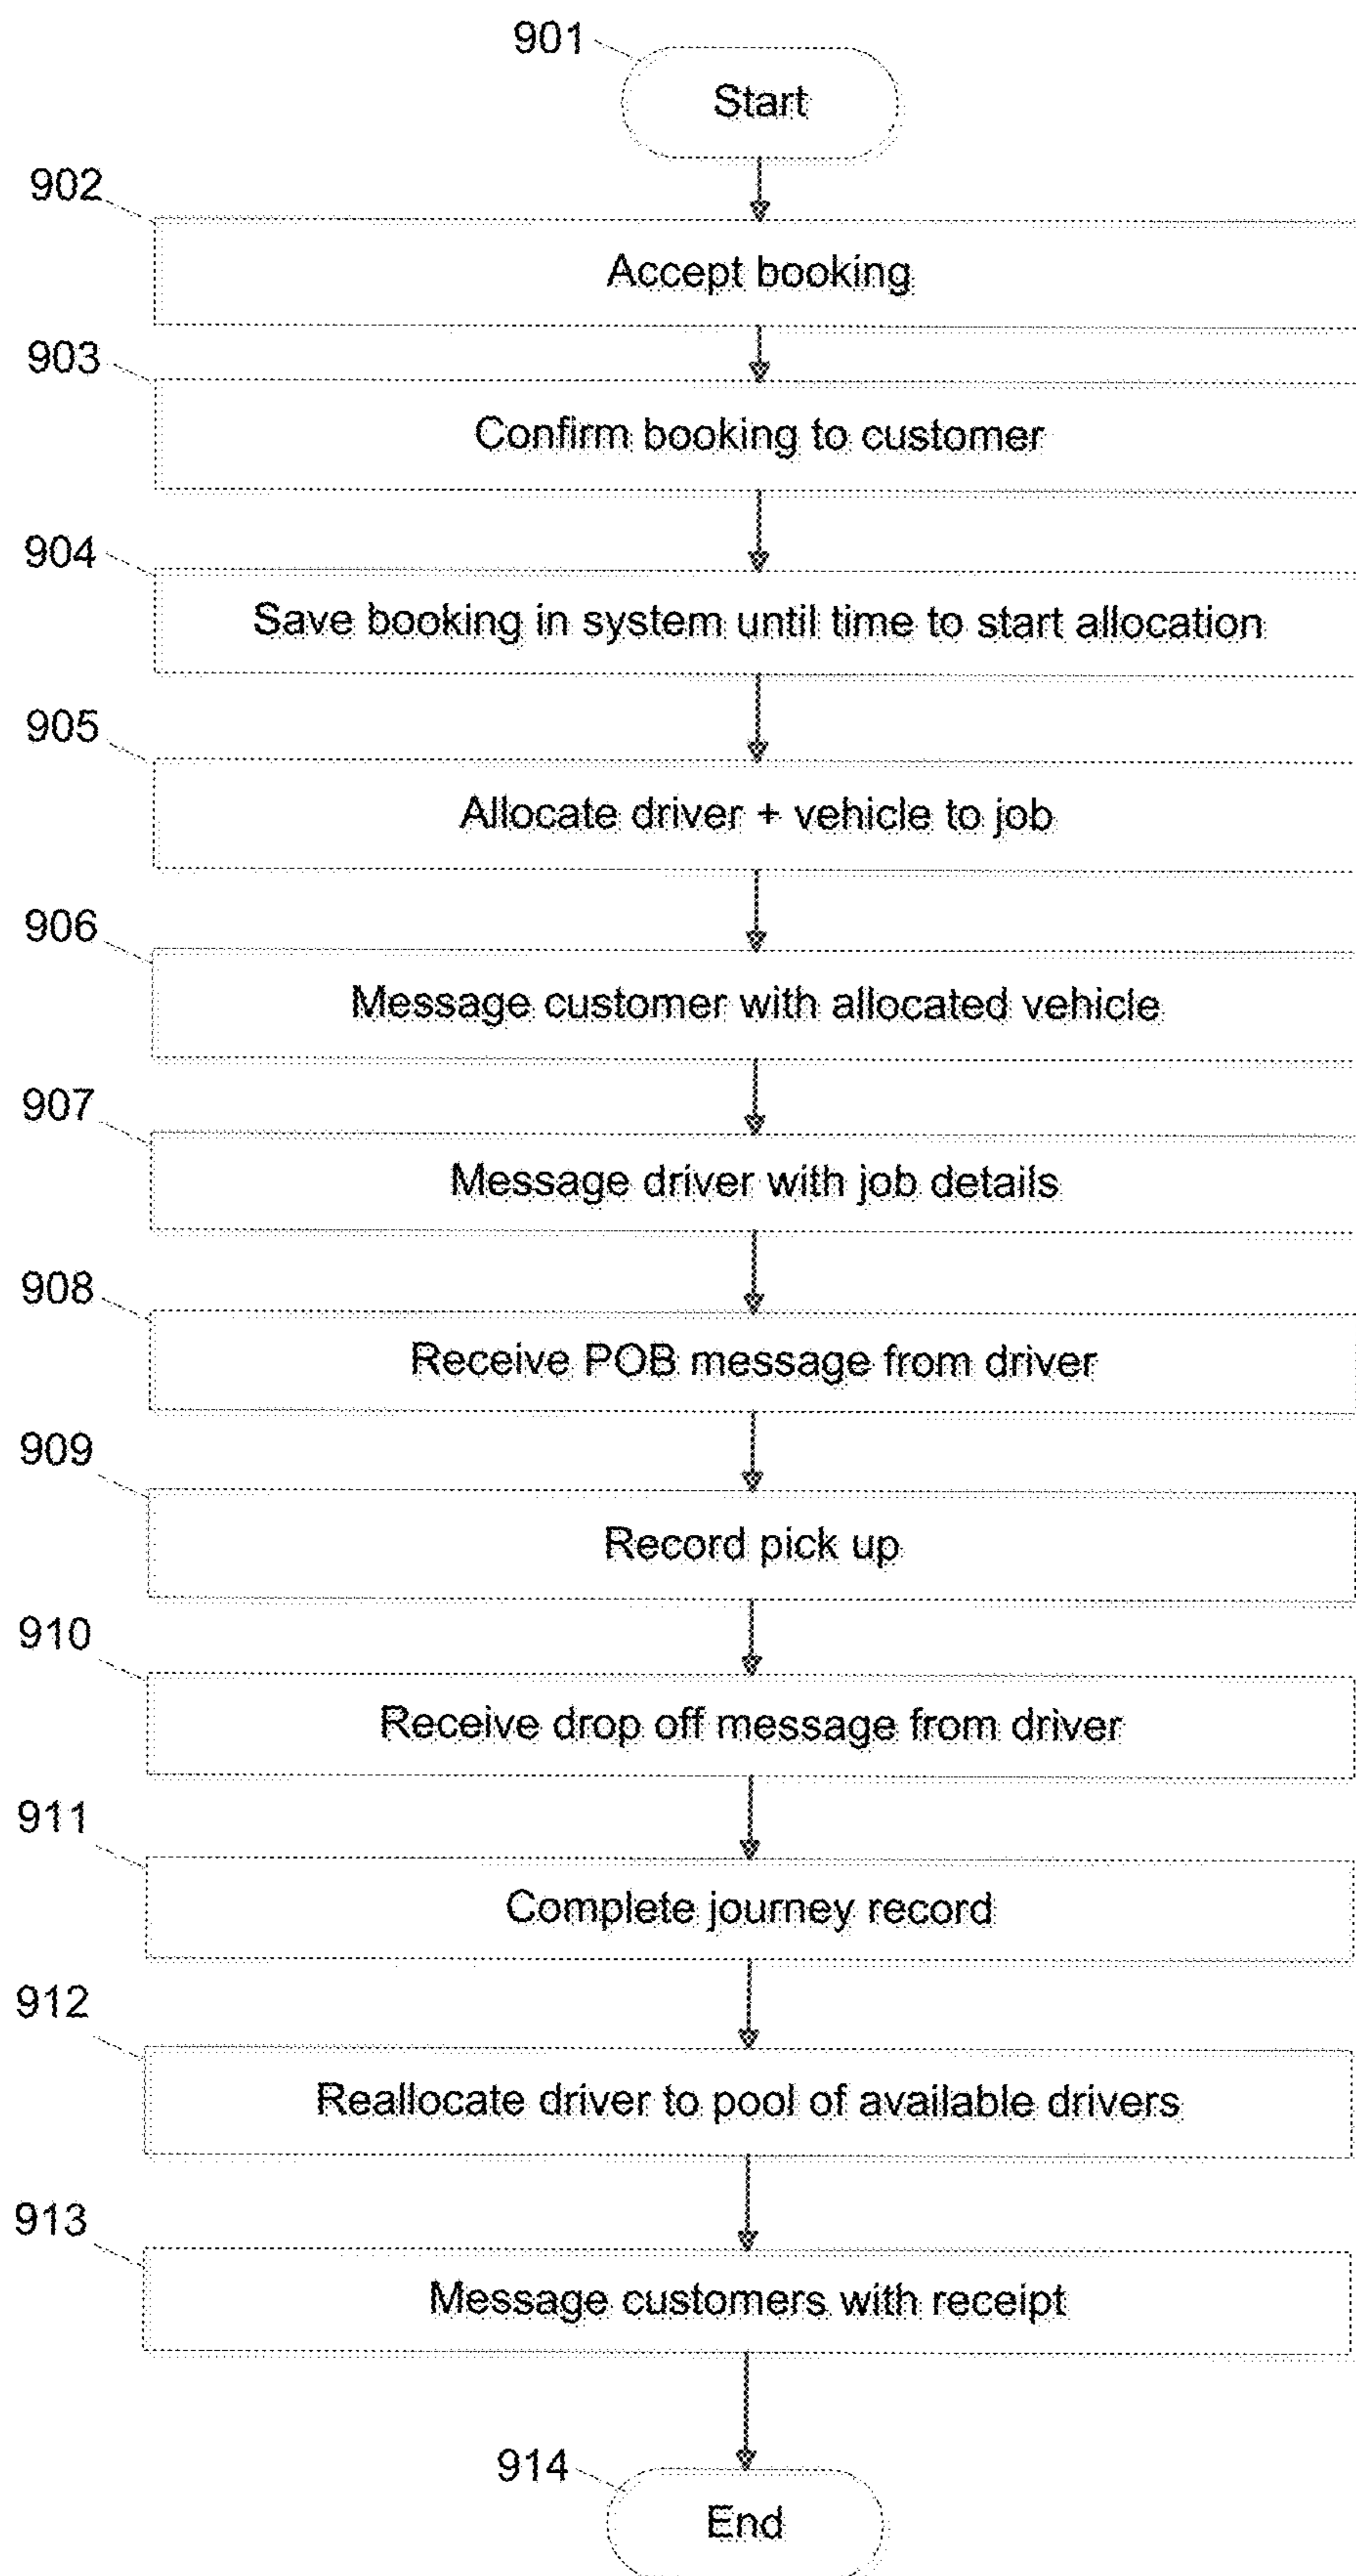 901
Start
902
Accept booking
903
Confirm booking to customer
904
Save booking in system until time to start allocation
905
Allocate driver + vehicle to job
906
Message customer with allocated vehicle
907
Message driver with job details
908
Receive POB message from driver
909
Record pick up
910
Receive drop off message from driver
911
Complete journey record
912
Reallocate driver to pool of available drivers
913
Message customers with receipt
914
End